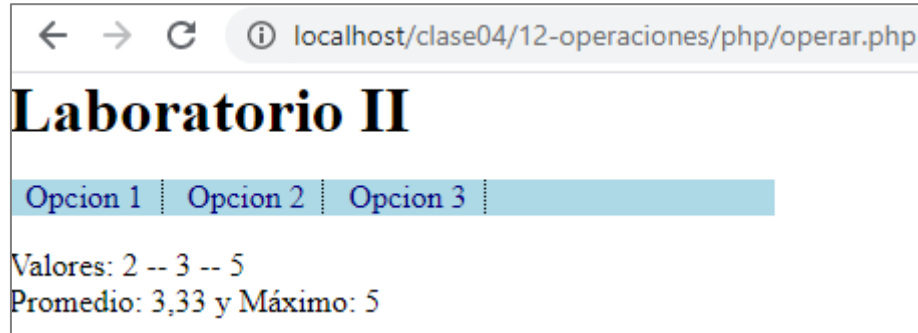 localhost/clase04/12-operaciones/php/operar.php
Laboratorio II
Opcion 1 Opcion 2 Opcion 3
Valores: 2 -- 3 -- 5
Promedio: 3,33 y Máximo: 5